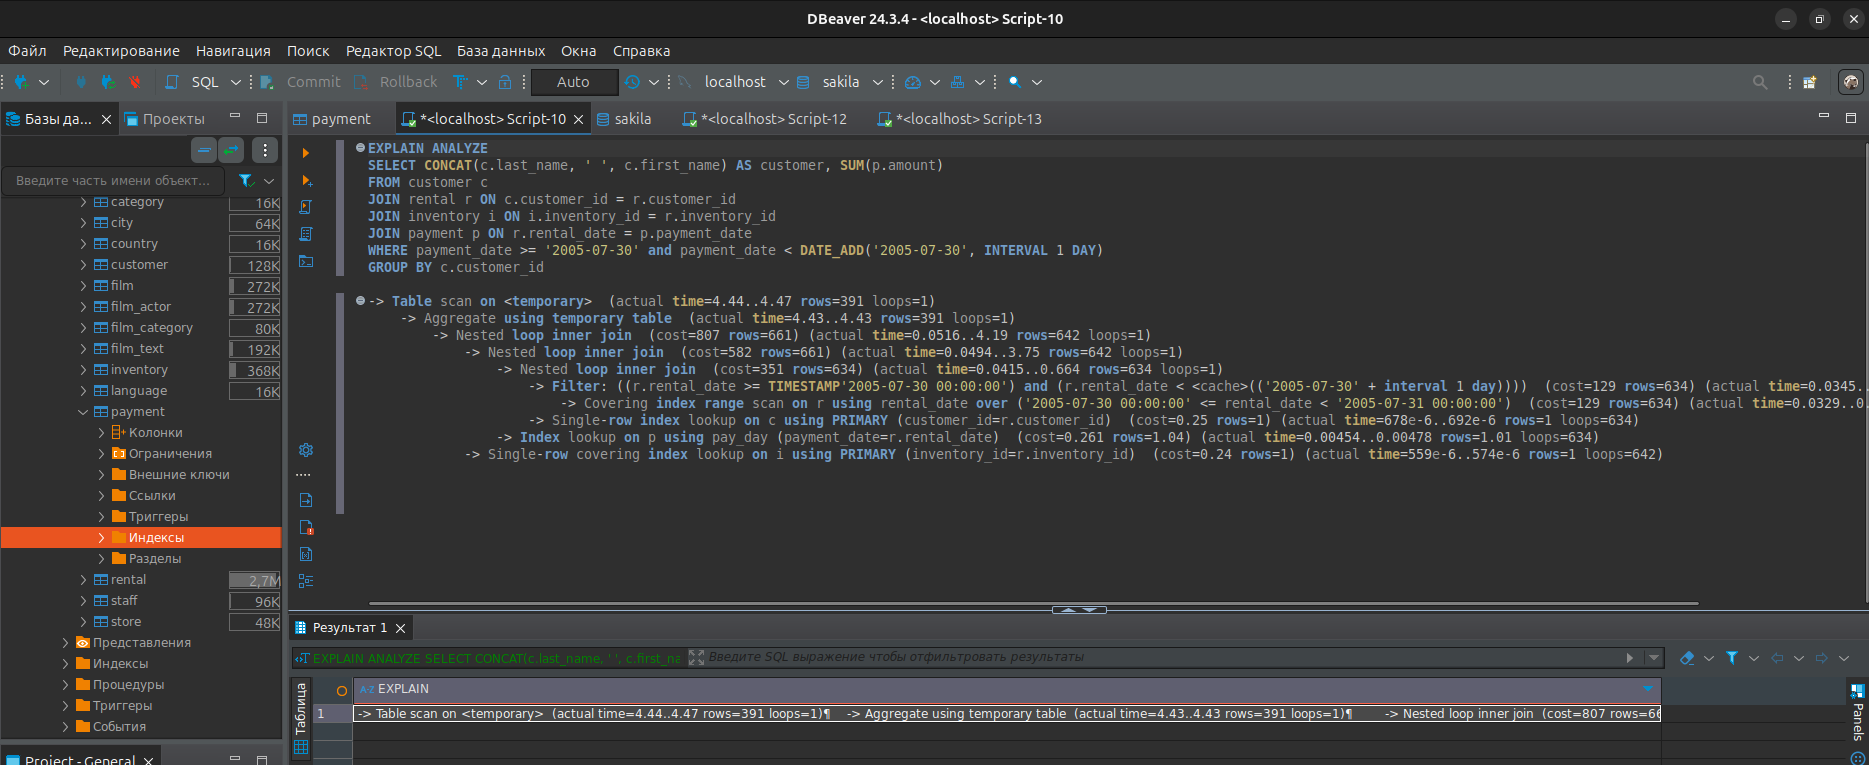 DBeaver 24.3.4 - <localhost> Script-10
Файл Редактирование Навигация Поиск Редактор SQL База данных Окна Справка
SQL Commit Rollback Auto localhost sakila
Базы да... Проекты payment *<localhost> Script-10 sakila *<localhost> Script-12 *<localhost> Script-13
Введите часть имени объект...
category 16K
city 64K
country 16K
customer 128K
film 272K
film_actor 272K
film_category 80K
film_text 192K
inventory 368K
language 16K
payment
Колонки
Ограничения
Внешние ключи
Ссылки
Триггеры
Индексы
Разделы
rental 2,7M
staff 96K
store 48K
Представления
Индексы
Процедуры
Триггеры
События
Project - General
EXPLAIN ANALYZE
SELECT CONCAT(c.last_name, ' ', c.first_name) AS customer, SUM(p.amount)
FROM customer c
JOIN rental r ON c.customer_id = r.customer_id
JOIN inventory i ON i.inventory_id = r.inventory_id
JOIN payment p ON r.rental_date = p.payment_date
WHERE payment_date >= '2005-07-30' and payment_date < DATE_ADD('2005-07-30', INTERVAL 1 DAY)
GROUP BY c.customer_id
-> Table scan on <temporary>  (actual time=4.44..4.47 rows=391 loops=1)
-> Aggregate using temporary table  (actual time=4.43..4.43 rows=391 loops=1)
-> Nested loop inner join  (cost=807 rows=661) (actual time=0.0516..4.19 rows=642 loops=1)
-> Nested loop inner join  (cost=582 rows=661) (actual time=0.0494..3.75 rows=642 loops=1)
-> Nested loop inner join  (cost=351 rows=634) (actual time=0.0415..0.664 rows=634 loops=1)
-> Filter: ((r.rental_date >= TIMESTAMP'2005-07-30 00:00:00') and (r.rental_date < <cache>(('2005-07-30' + interval 1 day))))  (cost=129 rows=634) (actual time=0.0345..
-> Covering index range scan on r using rental_date over ('2005-07-30 00:00:00' <= rental_date < '2005-07-31 00:00:00')  (cost=129 rows=634) (actual time=0.0329..0
-> Single-row index lookup on c using PRIMARY (customer_id=r.customer_id)  (cost=0.25 rows=1) (actual time=678e-6..692e-6 rows=1 loops=634)
-> Index lookup on p using pay_day (payment_date=r.rental_date)  (cost=0.261 rows=1.04) (actual time=0.00454..0.00478 rows=1.01 loops=634)
-> Single-row covering index lookup on i using PRIMARY (inventory_id=r.inventory_id)  (cost=0.24 rows=1) (actual time=559e-6..574e-6 rows=1 loops=642)
Результат 1
EXPLAIN ANALYZE SELECT CONCAT(c.last_name, ' ', c.first_na Введите SQL выражение чтобы отфильтровать результаты
Таблица
A-Z EXPLAIN
1 -> Table scan on <temporary>  (actual time=4.44..4.47 rows=391 loops=1)¶ -> Aggregate using temporary table  (actual time=4.43..4.43 rows=391 loops=1)¶ -> Nested loop inner join  (cost=807 rows=66
Panels